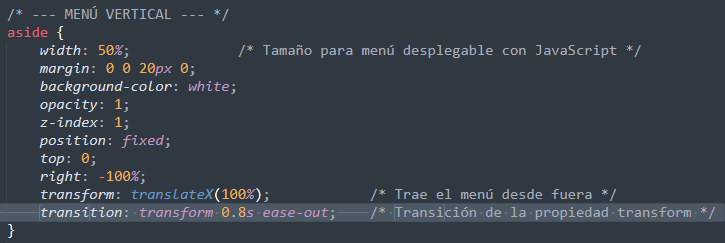 /* --- MENÚ VERTICAL --- */
aside {
    width: 50%;               /* Tamaño para menú desplegable con JavaScript */
    margin: 0 0 20px 0;
    background-color: white;
    opacity: 1;
    z-index: 1;
    position: fixed;
    top: 0;
    right: -100%;
    transform: translateX(100%);             /* Trae el menú desde fuera */
    transition: transform 0.8s ease-out;     /* Transición de la propiedad transform */
}